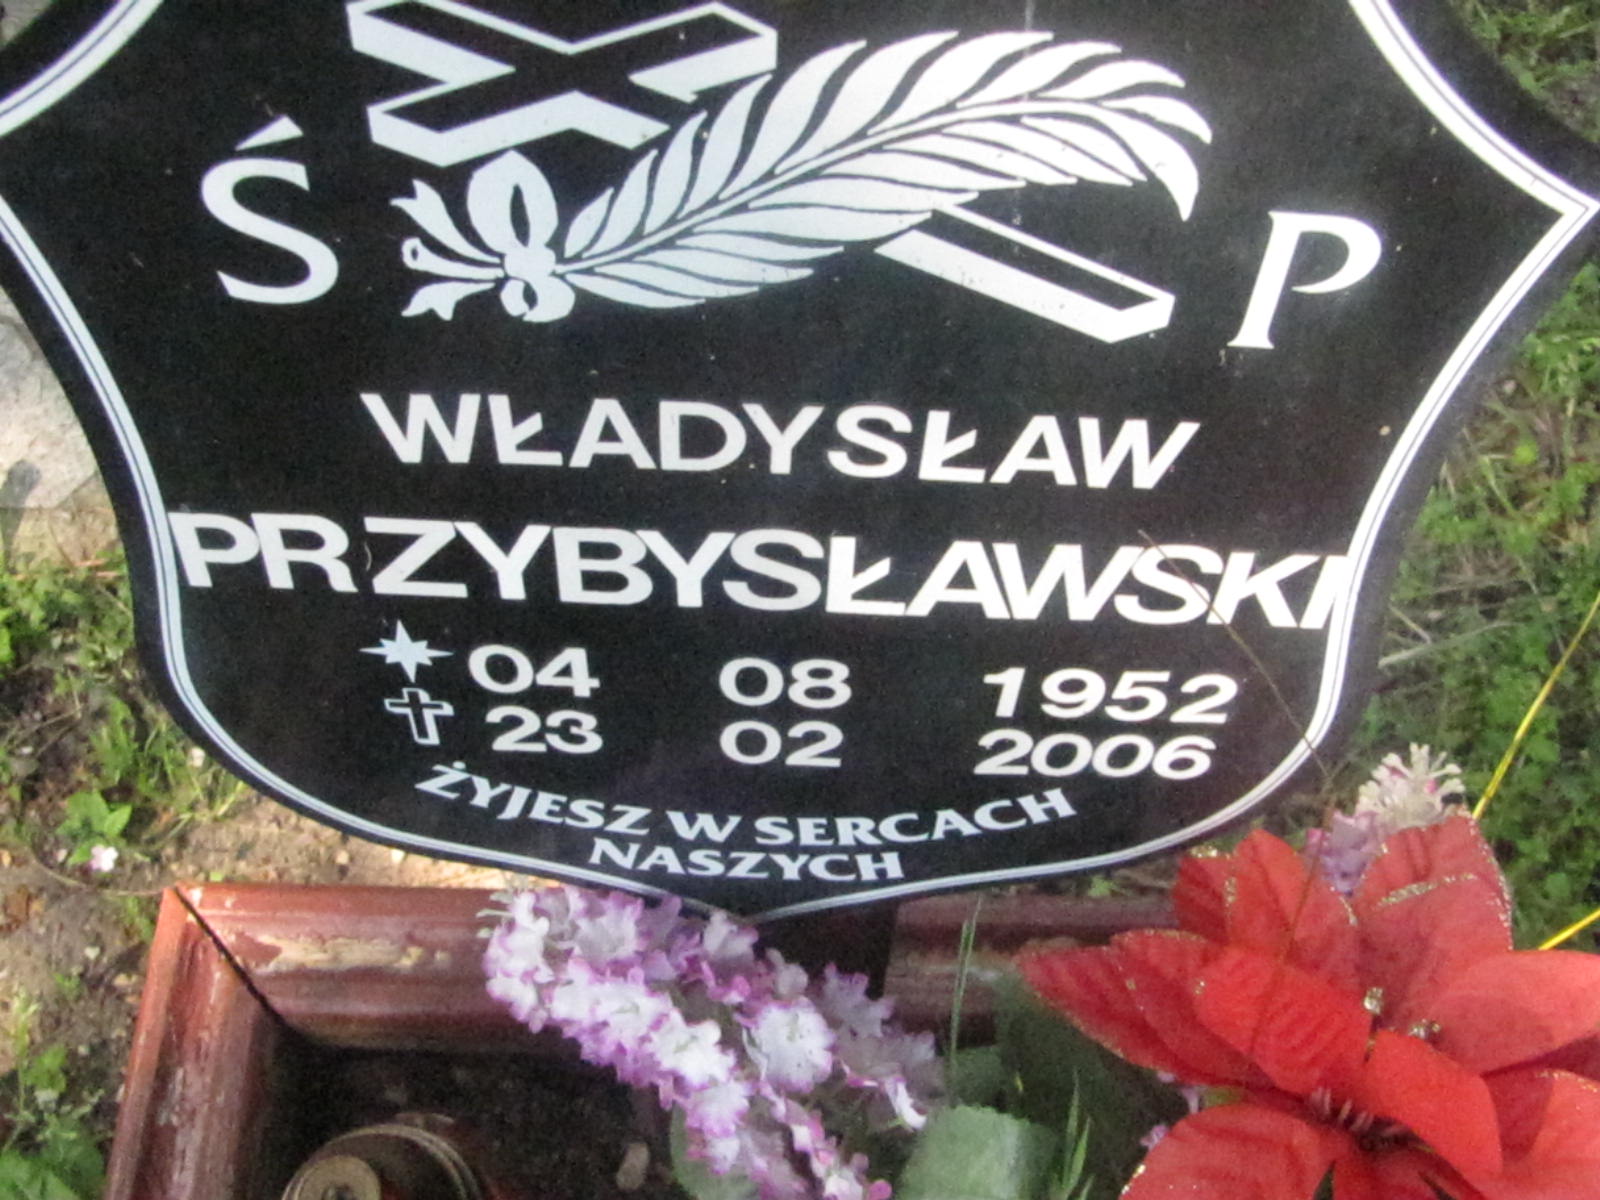 Ś P
WŁADYSŁAW
PRZYBYSŁAWSKI
04 08 1952
23 02 2006
ŻYJESZ W SERCACH
NASZYCH